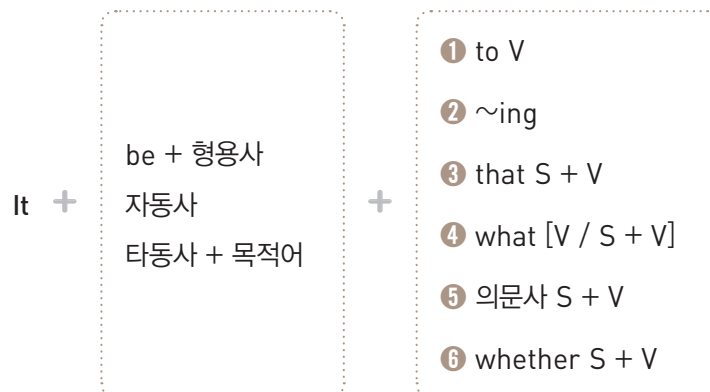 It +
be + 형용사
자동사
타동사 + 목적어
+
❶ to V
❷ ~ing
❸ that S + V
❹ what [V / S + V]
❺ 의문사 S + V
❻ whether S + V